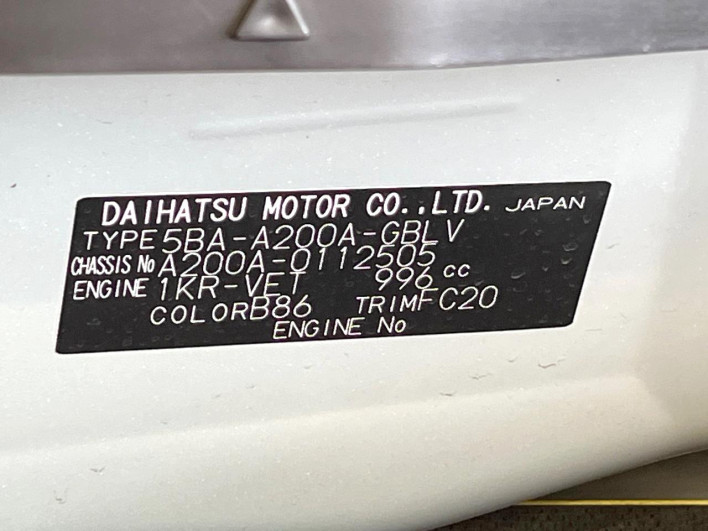 DAIHATSU MOTOR CO.,LTD. JAPAN
TYPE 5BA-A200A-GBLV
CHASSIS No A200A-0112505
ENGINE 1KR-VET 996 cc
COLOR B86 TRIM FC20
ENGINE No